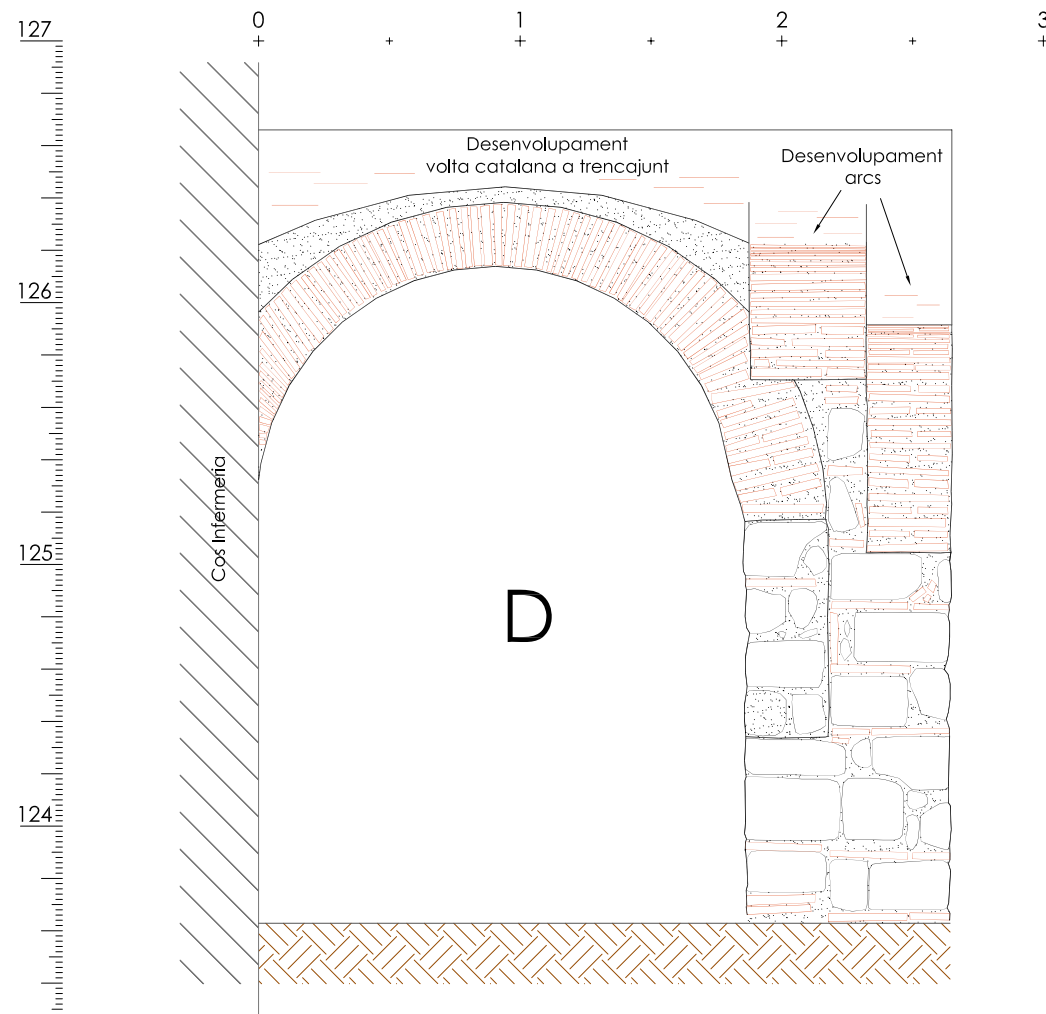 0 1 2 3
127
Desenvolupament
volta catalana a trencajunt
Desenvolupament
arcs
126
Cos Infermeria
125
D
124